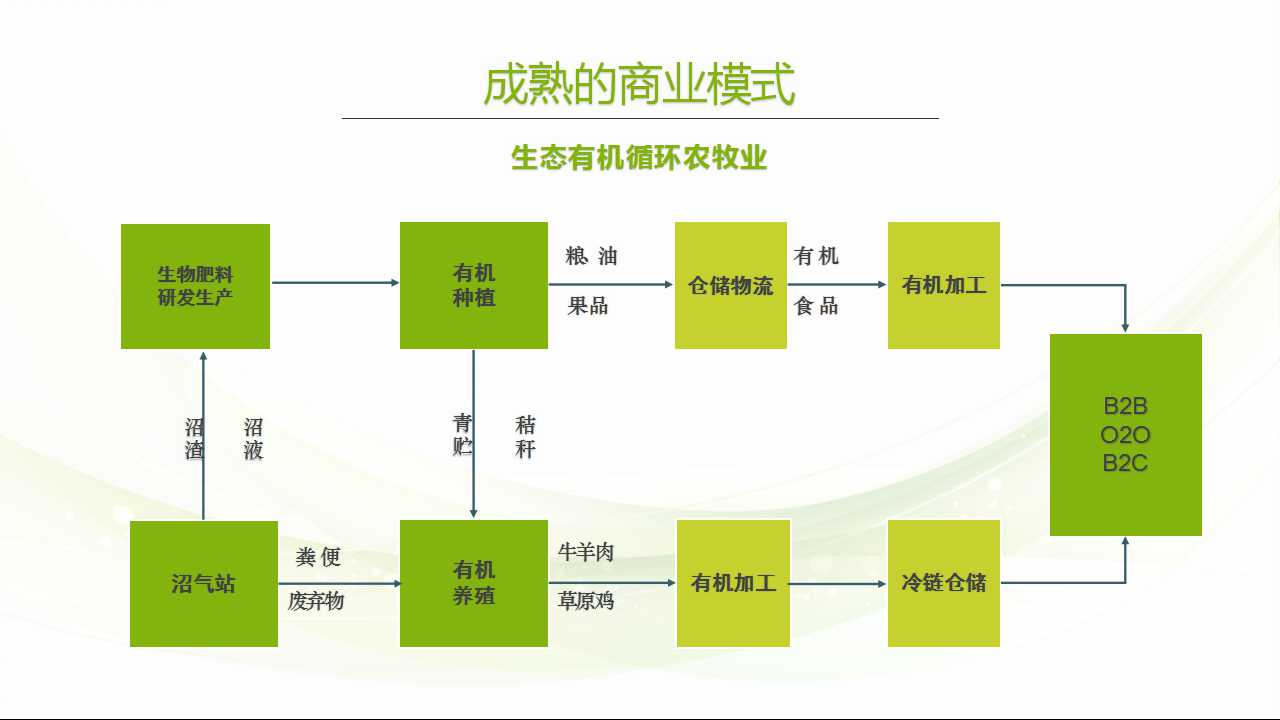 成熟的商业模式
生态有机循环农牧业
生物肥料
研发生产
有机
种植
粮、油
果品
仓储物流
有机
食品
有机加工
沼渣
沼液
青贮
秸秆
B2B
O2O
B2C
沼气站
粪便
废弃物
有机
养殖
牛羊肉
草原鸡
有机加工
冷链仓储